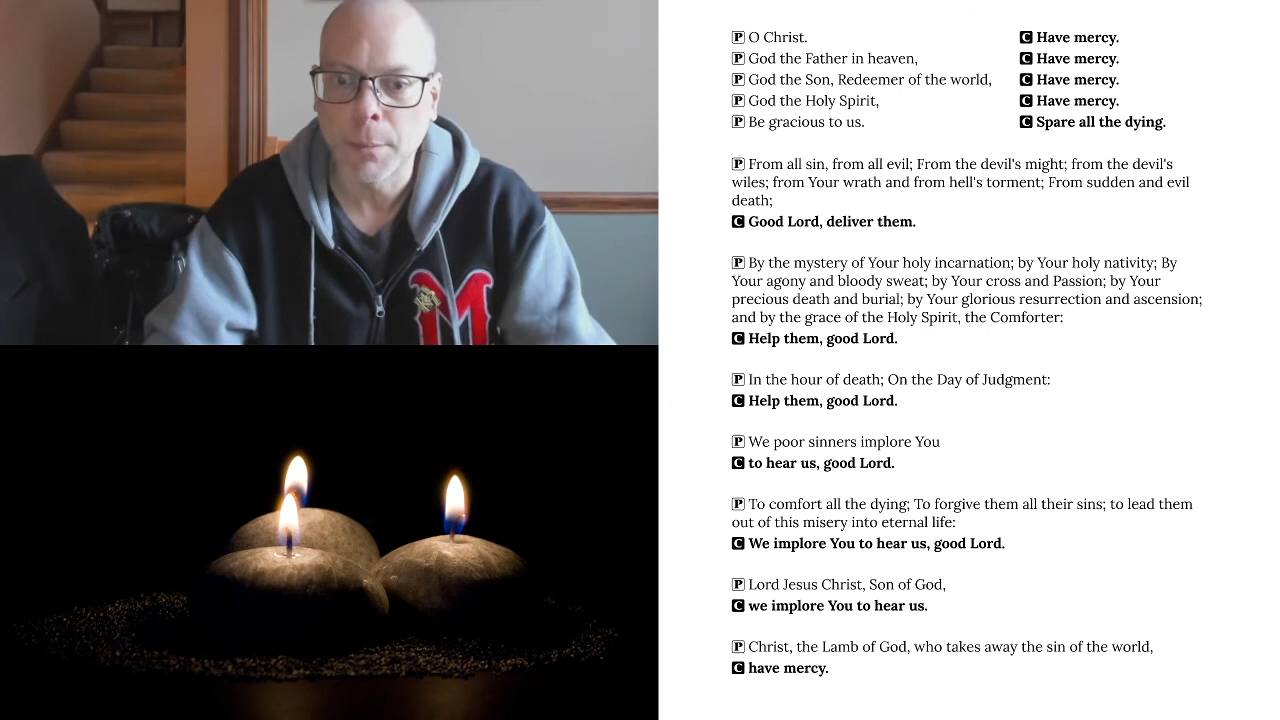 P O Christ. C Have mercy.
P God the Father in heaven, C Have mercy.
P God the Son, Redeemer of the world, C Have mercy.
P God the Holy Spirit, C Have mercy.
P Be gracious to us. C Spare all the dying.
P From all sin, from all evil; From the devil's might; from the devil's
wiles; from Your wrath and from hell's torment; From sudden and evil
death;
C Good Lord, deliver them.
P By the mystery of Your holy incarnation; by Your holy nativity; By
Your agony and bloody sweat; by Your cross and Passion; by Your
precious death and burial; by Your glorious resurrection and ascension;
and by the grace of the Holy Spirit, the Comforter:
C Help them, good Lord.
P In the hour of death; On the Day of Judgment:
C Help them, good Lord.
P We poor sinners implore You
C to hear us, good Lord.
P To comfort all the dying; To forgive them all their sins; to lead them
out of this misery into eternal life:
C We implore You to hear us, good Lord.
P Lord Jesus Christ, Son of God,
C we implore You to hear us.
P Christ, the Lamb of God, who takes away the sin of the world,
C have mercy.
M